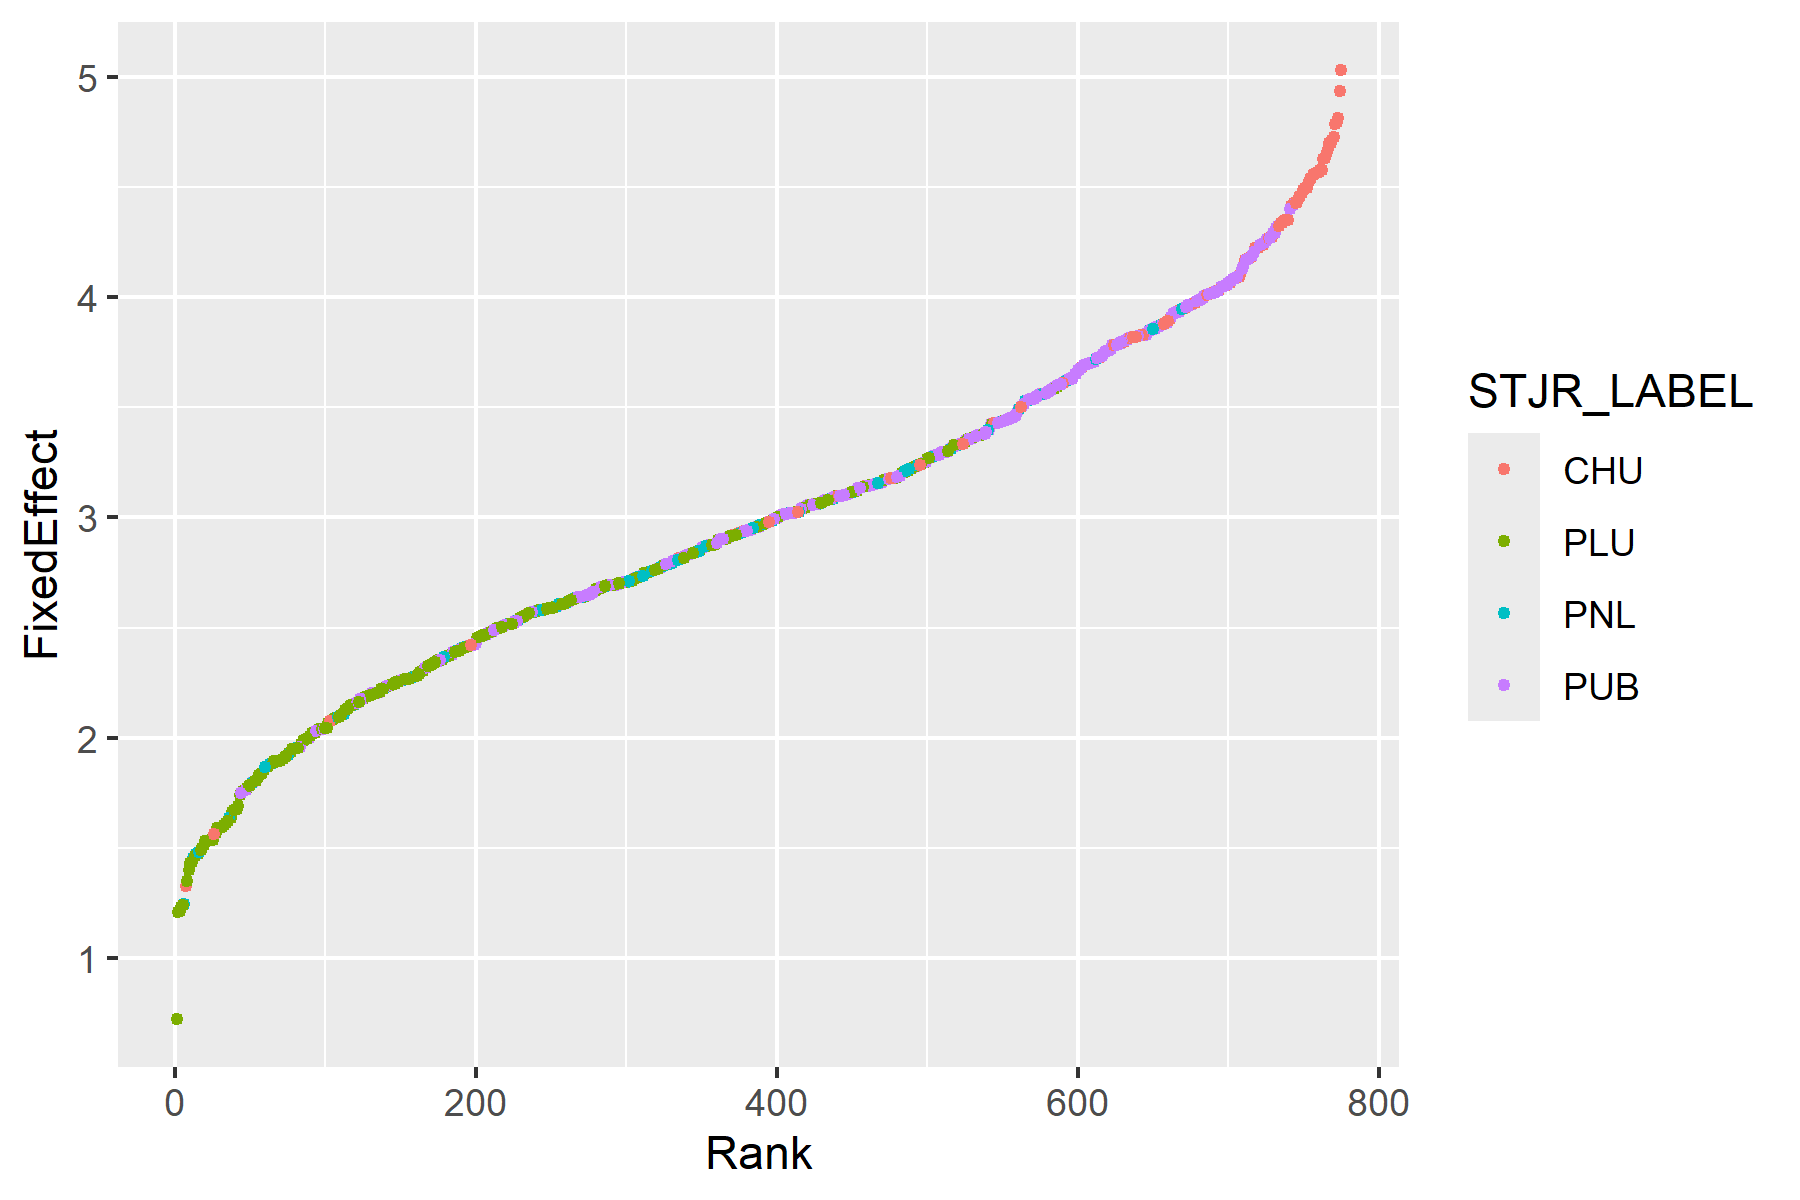 5
4
3
2
1
FixedEffect
0 200 400 600 800
Rank
STJR_LABEL
CHU
PLU
PNL
PUB